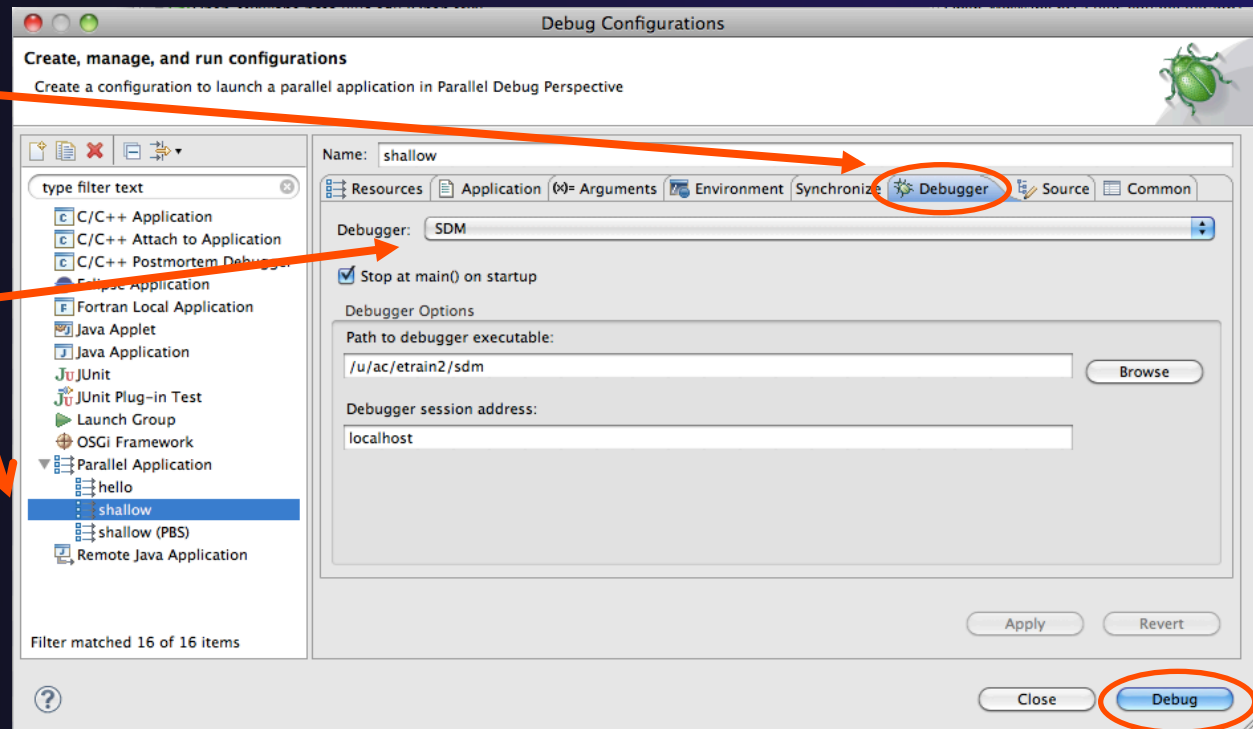 Debug Configurations
Create, manage, and run configurations
Create a configuration to launch a parallel application in Parallel Debug Perspective
type filter text
C/C++ Application
C/C++ Attach to Application
C/C++ Postmortem Debugger
Eclipse Application
Fortran Local Application
Java Applet
Java Application
JUnit
JUnit Plug-in Test
Launch Group
OSGi Framework
Parallel Application
hello
shallow
shallow (PBS)
Remote Java Application
Filter matched 16 of 16 items
Name: shallow
Resources Application (x)= Arguments Environment Synchronize Debugger Source Common
Debugger: SDM
Stop at main() on startup
Debugger Options
Path to debugger executable:
/u/ac/etrain2/sdm Browse
Debugger session address:
localhost
Apply Revert
? Close Debug